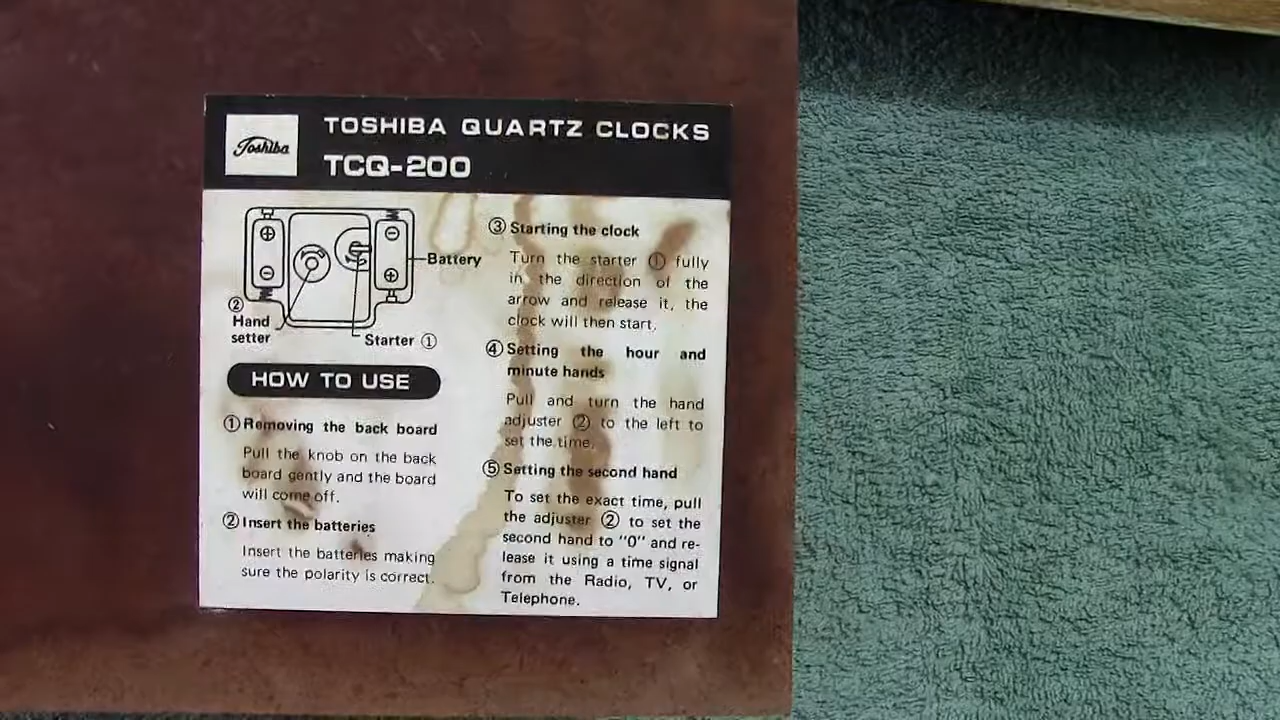 Toshiba
TOSHIBA QUARTZ CLOCKS
TCQ-200
Battery
②
Hand
setter
Starter ①
HOW TO USE
① Removing the back board
Pull the knob on the back
board gently and the board
will come off.
② Insert the batteries
Insert the batteries making
sure the polarity is correct.
③ Starting the clock
Turn the starter ① fully
in the direction of the
arrow and release it, the
clock will then start.
④ Setting the hour and
minute hands
Pull and turn the hand
adjuster ② to the left to
set the time.
⑤ Setting the second hand
To set the exact time, pull
the adjuster ② to set the
second hand to "0" and re-
lease it using a time signal
from the Radio, TV, or
Telephone.